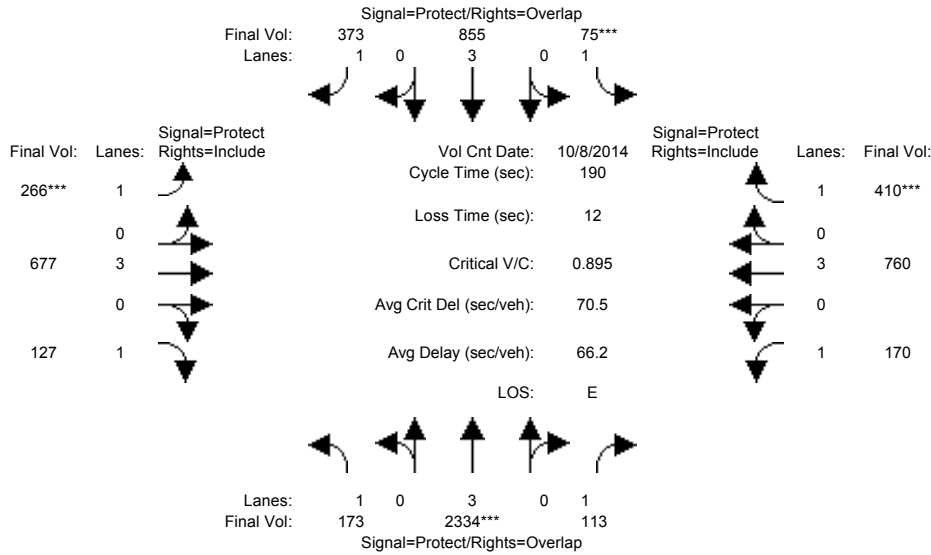 Signal=Protect/Rights=Overlap
Final Vol: 373 855 75***
Lanes: 1 0 3 0 1
Signal=Protect Signal=Protect
Final Vol: Lanes: Rights=Include Vol Cnt Date: 10/8/2014 Rights=Include Lanes: Final Vol:
Cycle Time (sec): 190
266*** 1 1 410***
Loss Time (sec): 12
0 0
677 3 Critical V/C: 0.895 3 760
0 Avg Crit Del (sec/veh): 70.5 0
127 1 Avg Delay (sec/veh): 66.2 1 170
LOS: E
Lanes: 1 0 3 0 1
Final Vol: 173 2334*** 113
Signal=Protect/Rights=Overlap